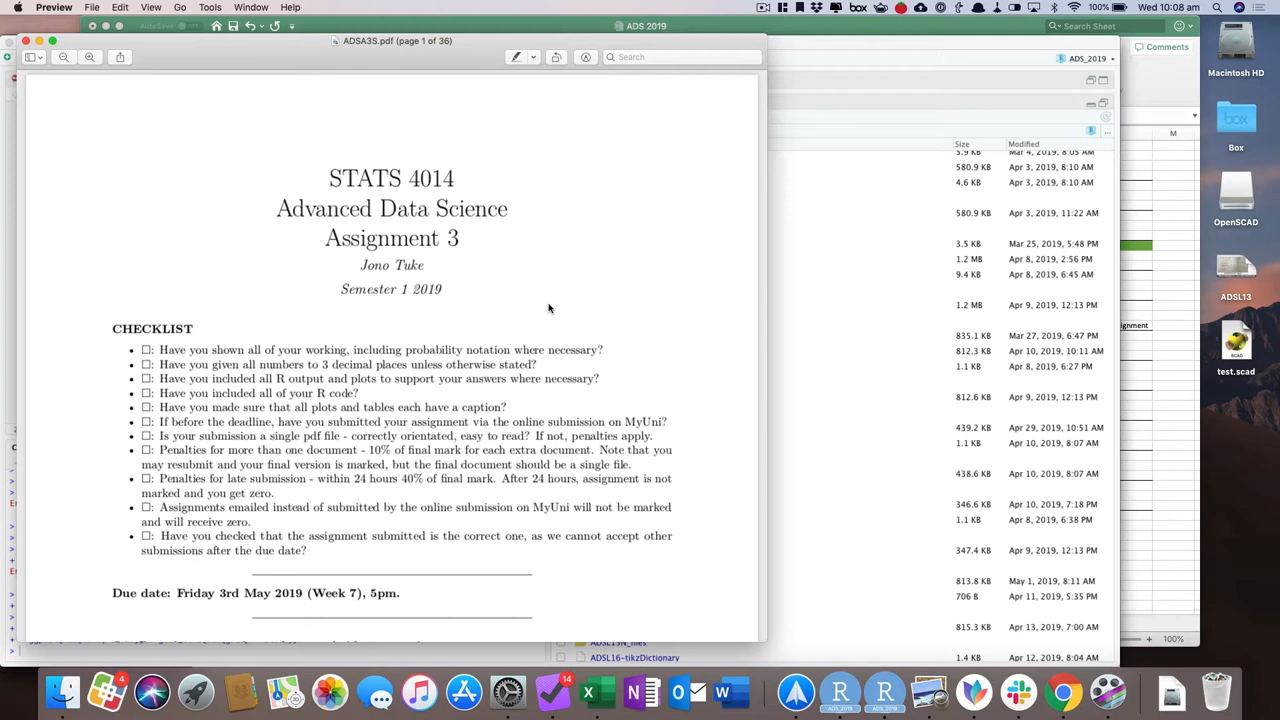 Preview File Edit View Go Tools Window Help 100% 10:08 am
AutoSave ADS 2019 Search Sheet
ADSA3S.pdf (page 1 of 36)
Search
Comments
ADS_2019
M
Size Modified
3.9 KB Mar 4, 2019, 8:05 AM
580.9 KB Apr 3, 2019, 8:10 AM
4.6 KB Apr 3, 2019, 8:10 AM
580.9 KB Apr 3, 2019, 11:22 AM
3.5 KB Mar 25, 2019, 5:48 PM
1.2 MB Apr 8, 2019, 2:56 PM
9.4 KB Apr 8, 2019, 6:45 AM
1.2 MB Apr 9, 2019, 12:13 PM
835.1 KB Mar 27, 2019, 6:47 PM
812.3 KB Apr 10, 2019, 10:11 AM
1.1 KB Apr 8, 2019, 6:27 PM
812.6 KB Apr 9, 2019, 12:13 PM
439.2 KB Apr 29, 2019, 10:51 AM
1.1 KB Apr 10, 2019, 8:07 AM
438.6 KB Apr 10, 2019, 8:07 AM
346.6 KB Apr 10, 2019, 7:18 PM
1.1 KB Apr 8, 2019, 6:38 PM
347.4 KB Apr 9, 2019, 12:13 PM
813.8 KB May 1, 2019, 8:11 AM
706 B Apr 11, 2019, 5:35 PM
815.3 KB Apr 13, 2019, 7:00 AM
ADSL15N_files
ADSL16-tikzDictionary 1.4 KB Apr 12, 2019, 8:04 AM
STATS 4014
Advanced Data Science
Assignment 3
Jono Tuke
Semester 1 2019
CHECKLIST
• ☐: Have you shown all of your working, including probability notation where necessary?
• ☐: Have you given all numbers to 3 decimal places unless otherwise stated?
• ☐: Have you included all R output and plots to support your answers where necessary?
• ☐: Have you included all of your R code?
• ☐: Have you made sure that all plots and tables each have a caption?
• ☐: If before the deadline, have you submitted your assignment via the online submission on MyUni?
• ☐: Is your submission a single pdf file - correctly orientated, easy to read? If not, penalties apply.
• ☐: Penalties for more than one document - 10% of final mark for each extra document. Note that you
may resubmit and your final version is marked, but the final document should be a single file.
• ☐: Penalties for late submission - within 24 hours 40% of final mark. After 24 hours, assignment is not
marked and you get zero.
• ☐: Assignments emailed instead of submitted by the online submission on MyUni will not be marked
and will receive zero.
• ☐: Have you checked that the assignment submitted is the correct one, as we cannot accept other
submissions after the due date?
Due date: Friday 3rd May 2019 (Week 7), 5pm.
ignment
100%
Macintosh HD
box
Box
OpenSCAD
ADSL13
SCAD
test.scad
4
14
ADS_2019
ADS_2019